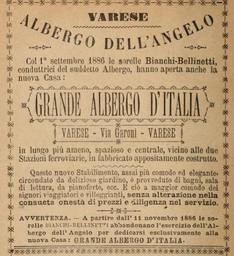 VARESE
ALBERGO DELL'ANGELO
Col 1° settembre 1886 le sorelle Bianchi-Bellinetti,
conduttrici del suddetto Albergo, hanno aperta anche la
nuova Casa:
GRANDE ALBERGO D'ITALIA
VARESE - Via Garoni - VARESE
in luogo più ameno, spazioso e centrale, vicino alle due
Stazioni ferroviarie, in fabbricato appositamente costrutto.
Questo nuovo Stabilimento, assai più comodo ed elegante,
circondato da delizioso giardino, è provveduto di bagni, sale
di lettura, da pianoforte, ecc. E ciò a maggior comodo dei
signori viaggiatori e villeggianti, senza alterazione nella
consueta onestà di prezzi e diligenza nel servizio.
AVVERTENZA. — A partire dall' 11 novembre 1886 le so-
relle BIANCHI-BELLINETTI abbandonano l'esercizio dell'Al-
bergo dell'Angelo per dedicarsi esclusivamente alla
nuova Casa: GRANDE ALBERGO D'ITALIA.